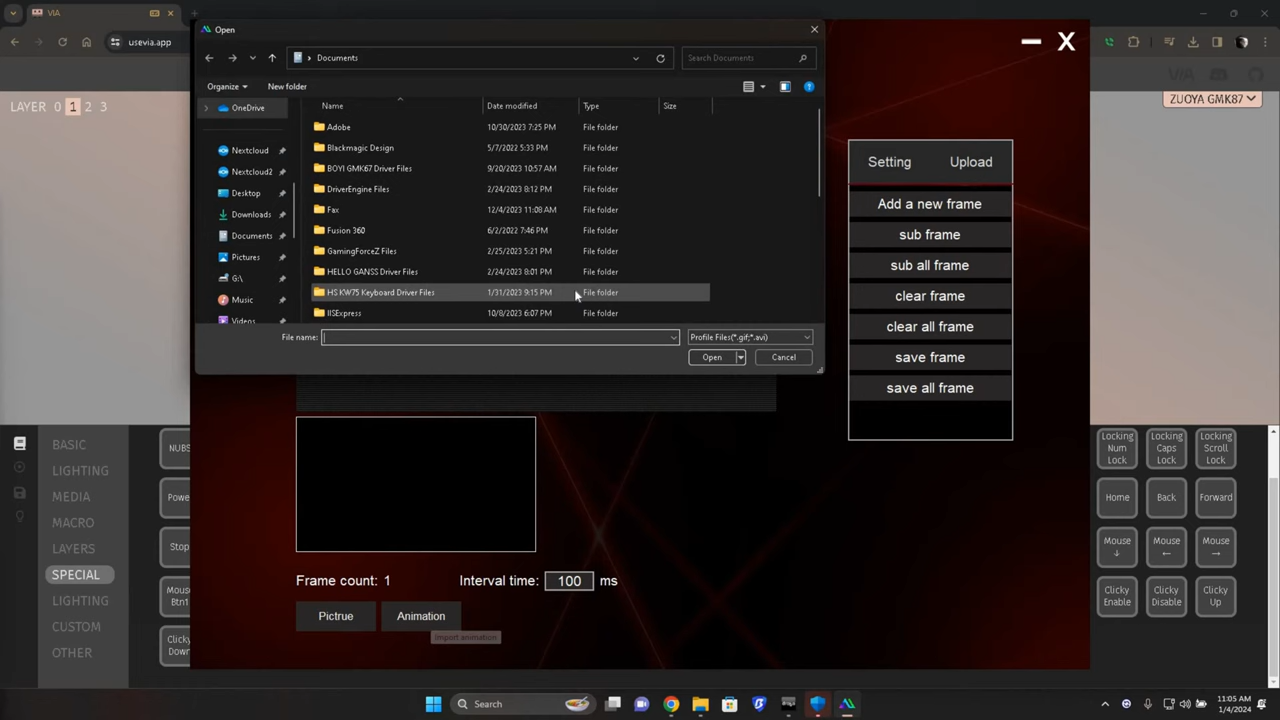 VIA
usevia.app
LAYER 0 1 2 3
ZUOYA GMK87
VIA
Open
Documents
Search Documents
Organize
New folder
Name Date modified Type Size
OneDrive
Nextcloud
Nextcloud2
Desktop
Downloads
Documents
Pictures
G:\
Music
Videos
Adobe 10/30/2023 7:25 PM File folder
Blackmagic Design 5/7/2022 5:33 PM File folder
BOYI GMK67 Driver Files 9/20/2023 10:57 AM File folder
DriverEngine Files 2/24/2023 8:12 PM File folder
Fax 12/4/2023 11:08 AM File folder
Fusion 360 6/2/2022 7:46 PM File folder
GamingForceZ Files 2/25/2023 5:21 PM File folder
HELLO GANSS Driver Files 2/24/2023 8:01 PM File folder
HS KW75 Keyboard Driver Files 1/31/2023 9:15 PM File folder
IISExpress 10/8/2023 6:07 PM File folder
File name:
Profile Files(*.gif;*.avi)
Open
Cancel
X
Setting Upload
Add a new frame
sub frame
sub all frame
clear frame
clear all frame
save frame
save all frame
Frame count: 1 Interval time: 100 ms
Pictrue
Animation
Import animation
BASIC
LIGHTING
MEDIA
MACRO
LAYERS
SPECIAL
LIGHTING
CUSTOM
OTHER
NUBS
Powe
Stop
Mous
Btn1
Clicky
Down
Locking
Num
Lock
Locking
Caps
Lock
Locking
Scroll
Lock
Home
Back
Forward
Mouse
↓
Mouse
←
Mouse
→
Clicky
Enable
Clicky
Disable
Clicky
Up
Search
11:05 AM
1/4/2024